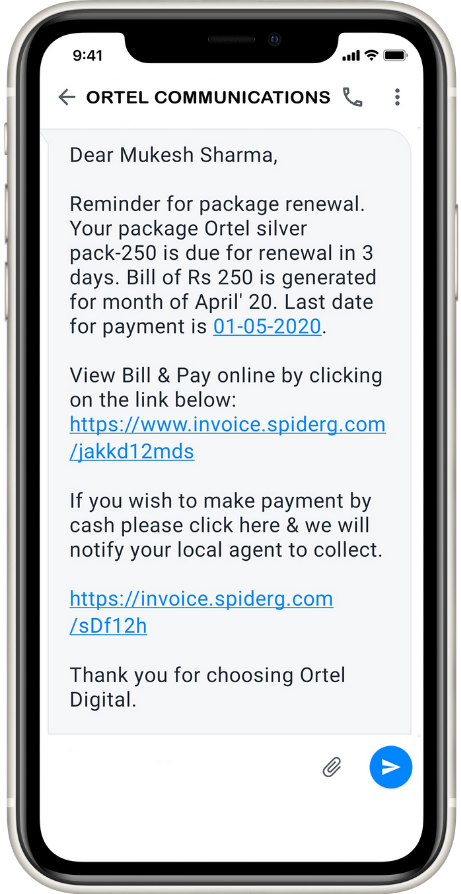 9:41
ORTEL COMMUNICATIONS
Dear Mukesh Sharma,
Reminder for package renewal.
Your package Ortel silver
pack-250 is due for renewal in 3
days. Bill of Rs 250 is generated
for month of April' 20. Last date
for payment is 01-05-2020.
View Bill & Pay online by clicking
on the link below:
https://www.invoice.spiderg.com
/jakkd12mds
If you wish to make payment by
cash please click here & we will
notify your local agent to collect.
https://invoice.spiderg.com
/sDf12h
Thank you for choosing Ortel
Digital.